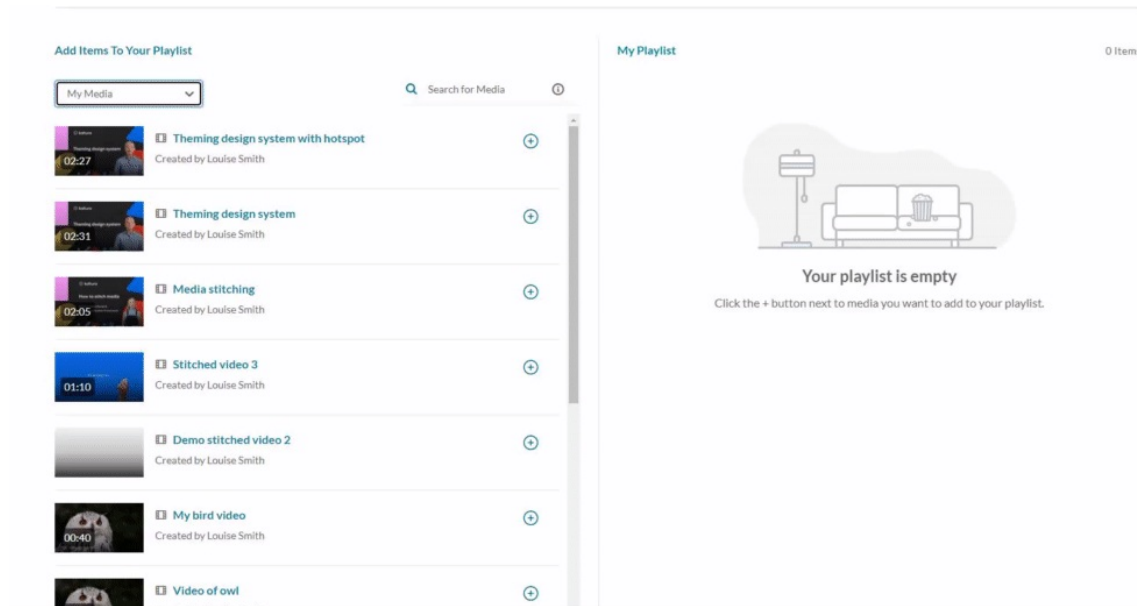 Add Items To Your Playlist
My Playlist
0 Item
My Media
Search for Media
02:27
Theming design system with hotspot
Created by Louise Smith
02:31
Theming design system
Created by Louise Smith
02:05
Media stitching
Created by Louise Smith
01:10
Stitched video 3
Created by Louise Smith
Demo stitched video 2
Created by Louise Smith
00:40
My bird video
Created by Louise Smith
Video of owl
Your playlist is empty
Click the + button next to media you want to add to your playlist.